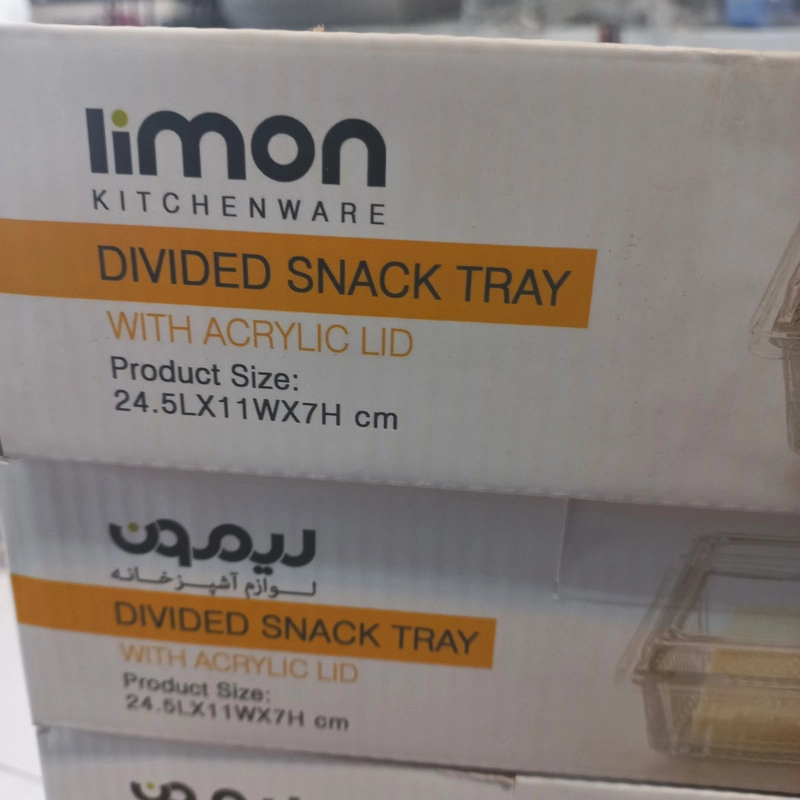 limon
KITCHENWARE
DIVIDED SNACK TRAY
WITH ACRYLIC LID
Product Size:
24.5LX11WX7H cm
لیمون
لوازم آشپزخانه
DIVIDED SNACK TRAY
WITH ACRYLIC LID
Product Size:
24.5LX11WX7H cm